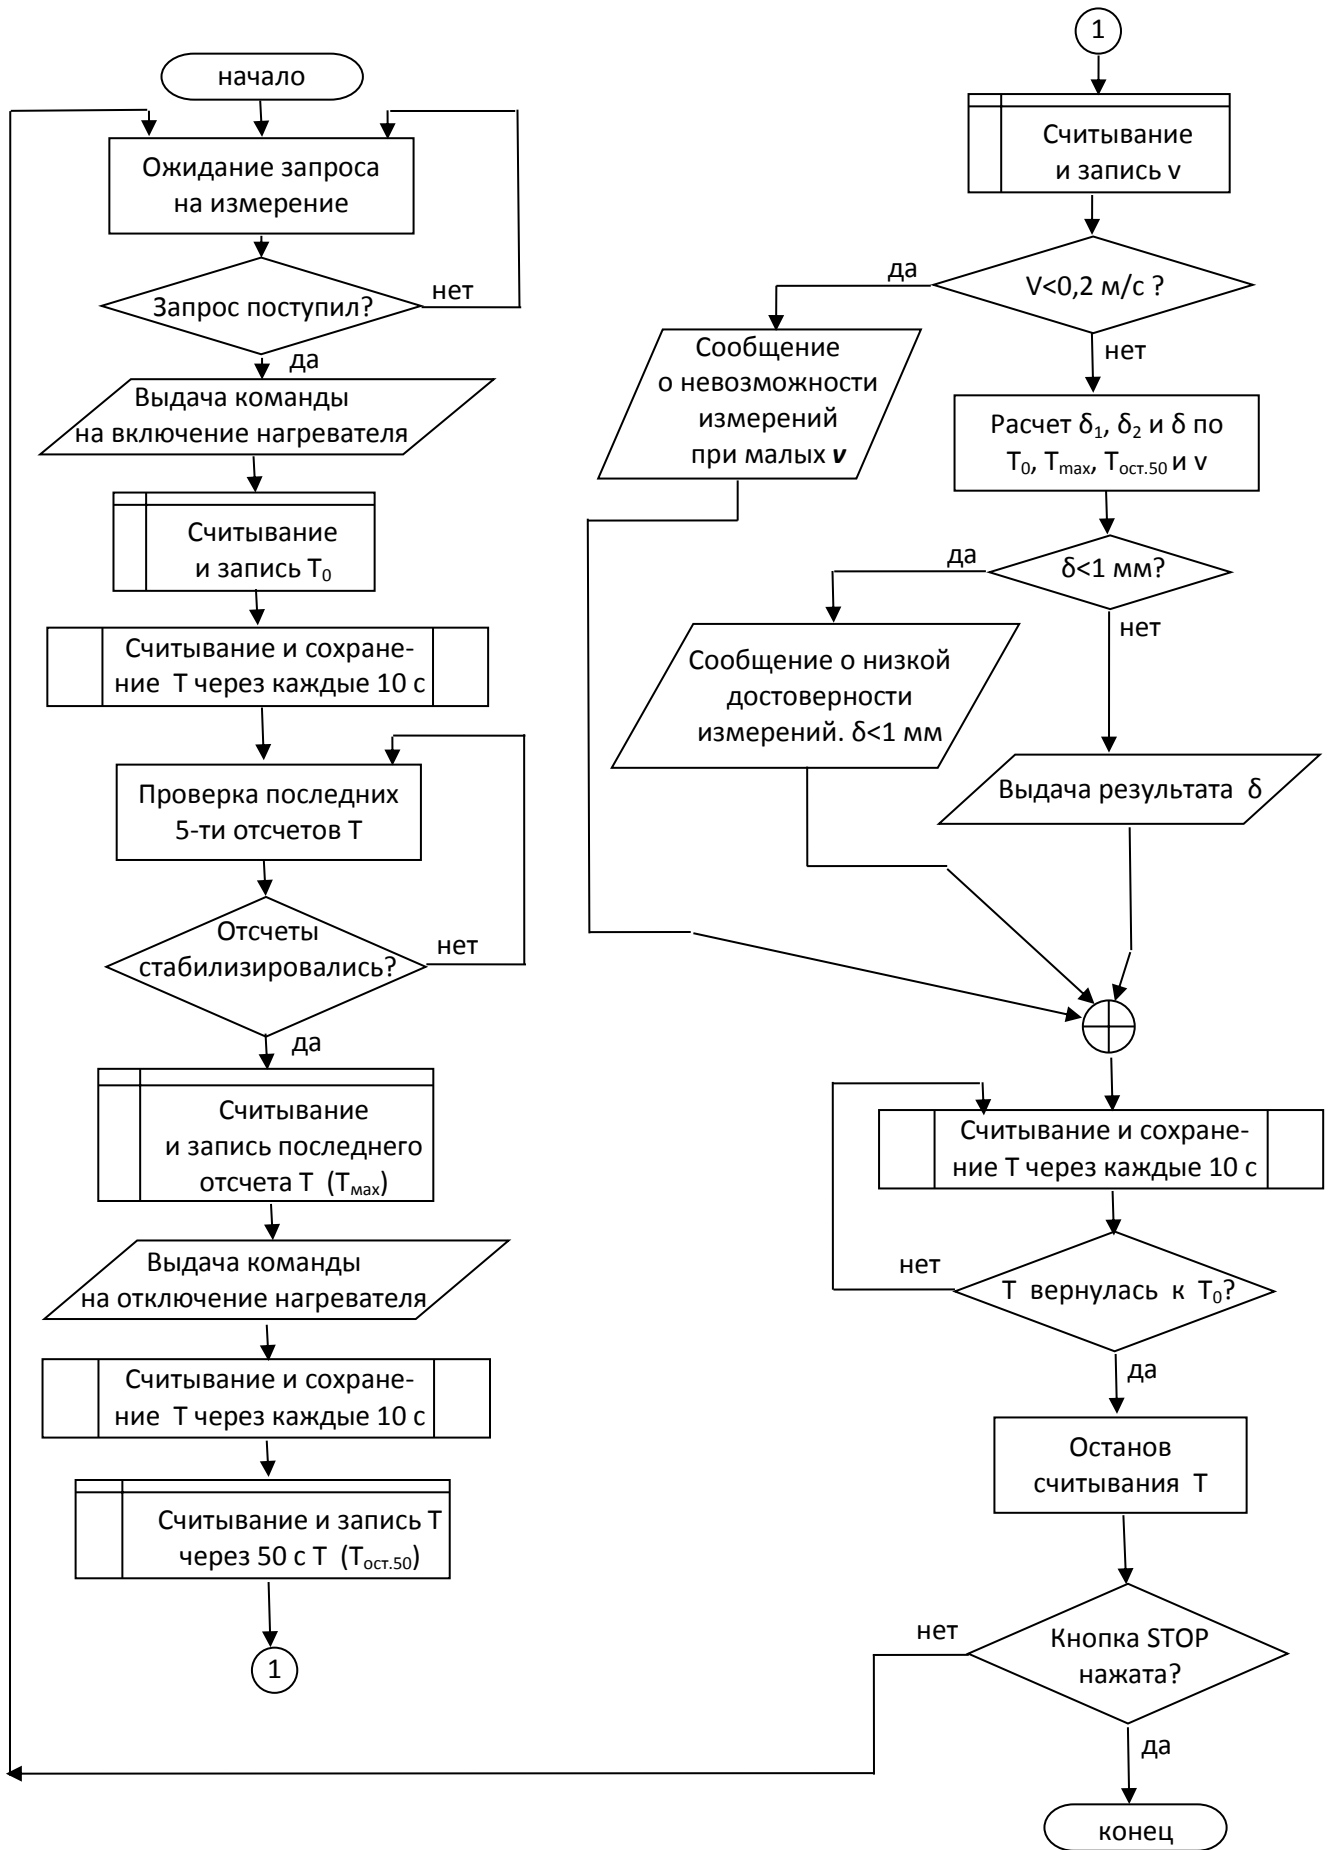 начало
Ожидание запроса
на измерение
Запрос поступил?
нет
да
Выдача команды
на включение нагревателя
Считывание
и запись T₀
Считывание и сохране-
ние T через каждые 10 с
Проверка последних
5-ти отсчетов T
Отсчеты
стабилизировались?
нет
да
Считывание
и запись последнего
отсчета T (Tмах)
Выдача команды
на отключение нагревателя
Считывание и сохране-
ние T через каждые 10 с
Считывание и запись T
через 50 с T (Tост.50)
1
1
Считывание
и запись v
да
V<0,2 м/с ?
нет
Сообщение
о невозможности
измерений
при малых v
Расчет δ₁, δ₂ и δ по
T₀, Tmax, Tост.50 и v
да
δ<1 мм?
нет
Сообщение о низкой
достоверности
измерений. δ<1 мм
Выдача результата δ
Считывание и сохране-
ние T через каждые 10 с
нет
T вернулась к T₀?
да
Останов
считывания T
нет
Кнопка STOP
нажата?
да
конец